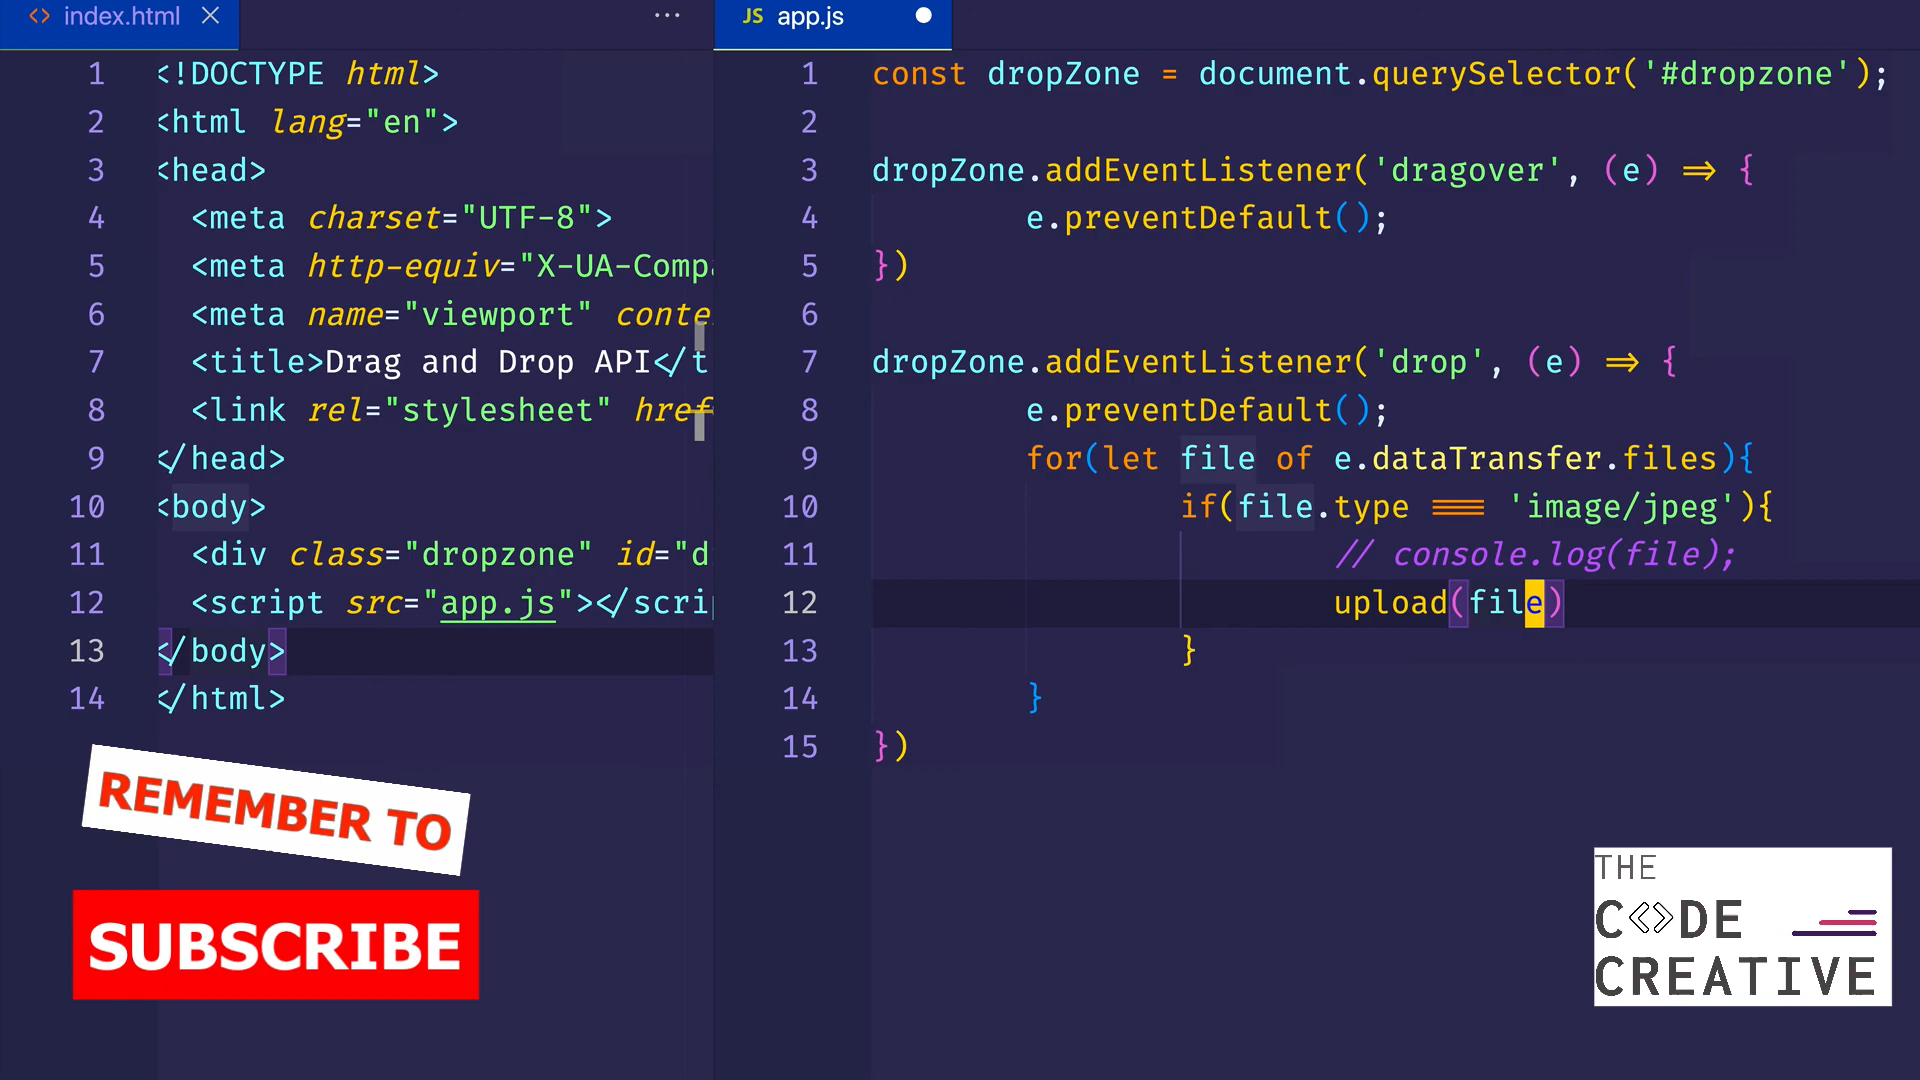 index.html
1 <!DOCTYPE html>
2 <html lang="en">
3 <head>
4 <meta charset="UTF-8">
5 <meta http-equiv="X-UA-Compa
6 <meta name="viewport" conte
7 <title>Drag and Drop API</t
8 <link rel="stylesheet" href
9 </head>
10 <body>
11 <div class="dropzone" id="d
12 <script src="app.js"></scrip
13 </body>
14 </html>
JS app.js
1 const dropZone = document.querySelector('#dropzone');
2
3 dropZone.addEventListener('dragover', (e) => {
4 e.preventDefault();
5 })
6
7 dropZone.addEventListener('drop', (e) => {
8 e.preventDefault();
9 for(let file of e.dataTransfer.files){
10 if(file.type === 'image/jpeg'){
11 // console.log(file);
12 upload(file)
13 }
14 }
15 })
REMEMBER TO
SUBSCRIBE
THE
C<>DE
CREATIVE